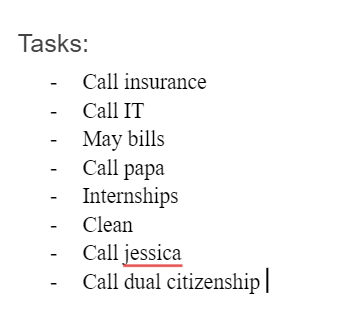 Tasks:
- Call insurance
- Call IT
- May bills
- Call papa
- Internships
- Clean
- Call jessica
- Call dual citizenship